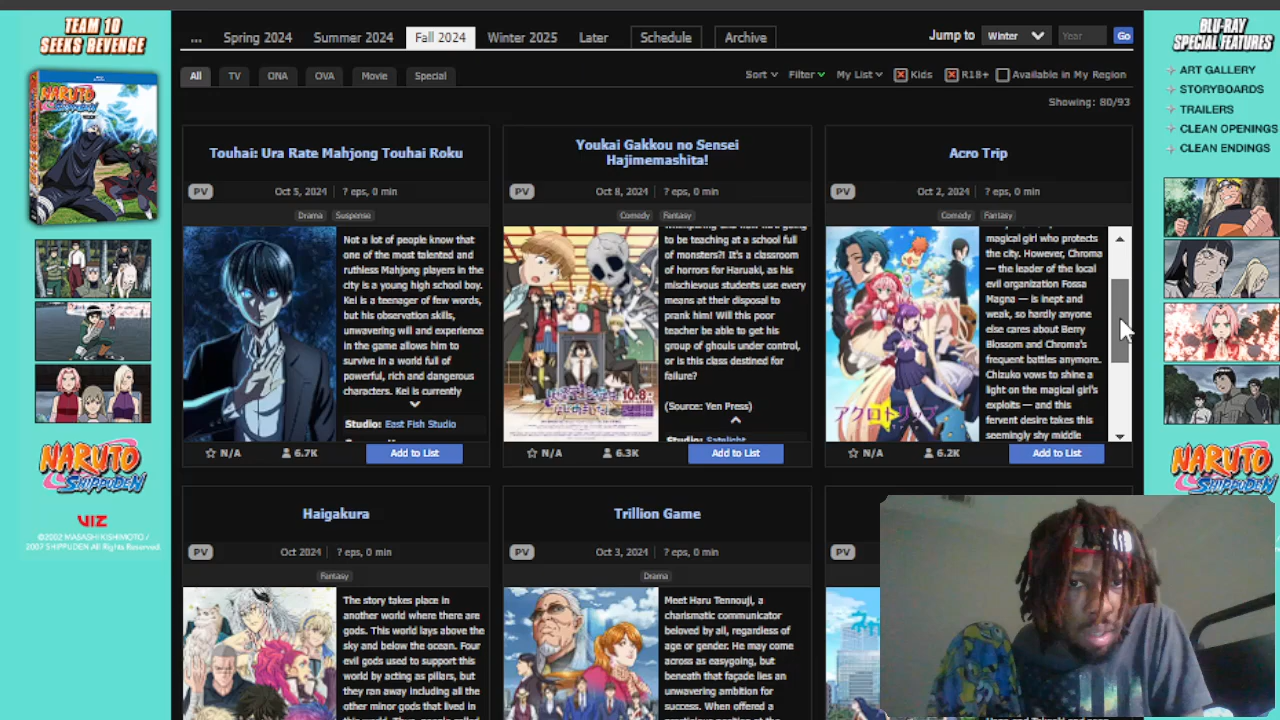 TEAM 10
SEEKS REVENGE
NARUTO
SHIPPUDEN
VIZ
©2002 MASASHI KISHIMOTO /
2007 SHIPPUDEN All Rights Reserved.
...
Spring 2024
Summer 2024
Fall 2024
Winter 2025
Later
Schedule
Archive
Jump to
Winter
Year
Go
All
TV
ONA
OVA
Movie
Special
Sort
Filter
My List
Kids
R18+
Available in My Region
Showing: 80/93
Touhai: Ura Rate Mahjong Touhai Roku
PV
Oct 5, 2024
? eps, 0 min
Drama
Suspense
Not a lot of people know that
one of the most talented and
ruthless Mahjong players in the
city is a young high school boy.
Kei is a teenager of few words,
but his observation skills,
unwavering will and experience
in the game allows him to
survive in a world full of
powerful, rich and dangerous
characters. Kei is currently
Studio: East Fish Studio
N/A
6.7K
Add to List
Youkai Gakkou no Sensei
Hajimemashita!
PV
Oct 8, 2024
? eps, 0 min
Comedy
Fantasy
to be teaching at a school full
of monsters?! It's a classroom
of horrors for Haruaki, as his
mischievous students use every
means at their disposal to
prank him! Will this poor
teacher be able to get his
group of ghouls under control,
or is this class destined for
failure?
(Source: Yen Press)
Studio: Satelight
10.8
N/A
6.3K
Add to List
Acro Trip
PV
Oct 2, 2024
? eps, 0 min
Comedy
Fantasy
magical girl who protects
the city. However, Chroma
— the leader of the local
evil organization Fossa
Magna — is inept and
weak, so hardly anyone
else cares about Berry
Blossom and Chroma's
frequent battles anymore.
Chizuko vows to shine a
light on the magical girl's
exploits — and this
fervent desire takes this
seemingly shy middle
アクロトリップ
N/A
6.2K
Add to List
Haigakura
PV
Oct 2024
? eps, 0 min
Fantasy
The story takes place in
another world where there are
gods. This world lays above the
sky and below the ocean. Four
evil gods used to support this
world by acting as pillars, but
they ran away including all the
other minor gods that lived in
Trillion Game
PV
Oct 3, 2024
? eps, 0 min
Drama
Meet Haru Tennouji, a
charismatic communicator
beloved by all, regardless of
age or gender. He may come
across as easygoing, but
beneath that façade lies an
unwavering ambition for
success. When offered a
PV
BLU-RAY
SPECIAL FEATURES
ART GALLERY
STORYBOARDS
TRAILERS
CLEAN OPENINGS
CLEAN ENDINGS
NARUTO
SHIPPUDEN